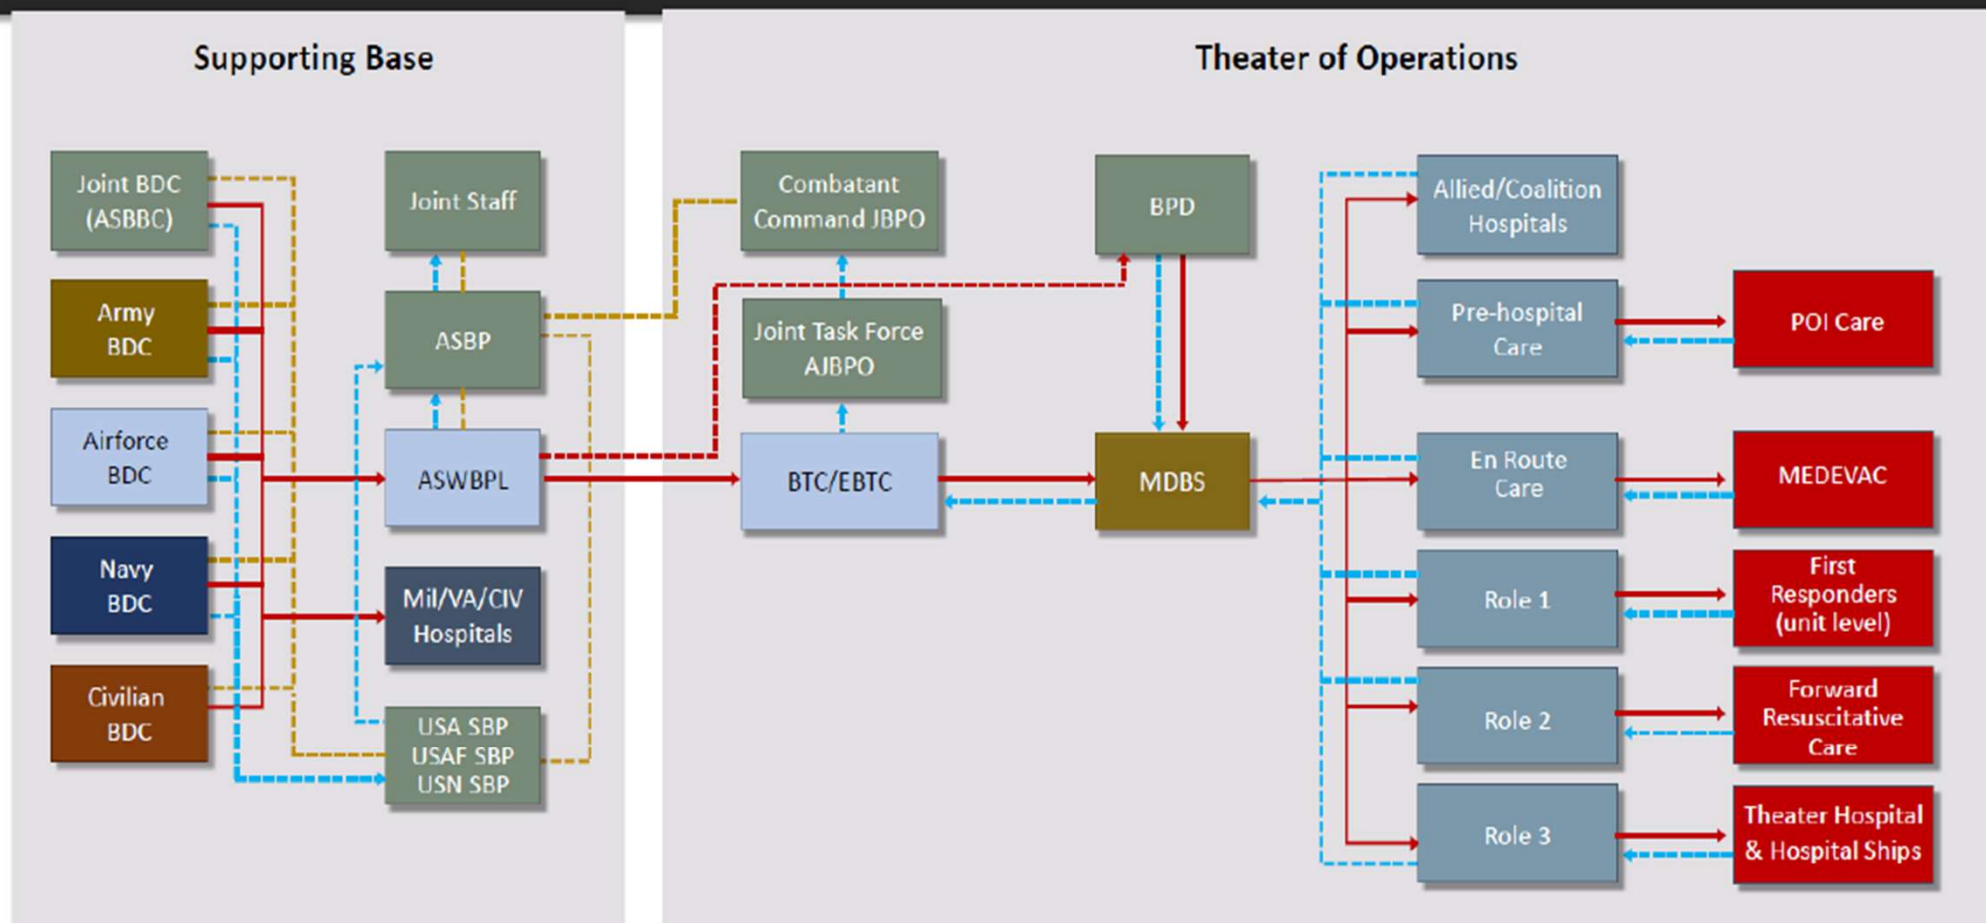 Supporting Base
Theater of Operations
Joint BDC
(ASBBC)
Army
BDC
Airforce
BDC
Navy
BDC
Civilian
BDC
Joint Staff
ASBP
ASWBPL
Mil/VA/CIV
Hospitals
USA SBP
USAF SBP
USN SBP
Combatant
Command JBPO
Joint Task Force
AJBPO
BTC/EBTC
BPD
MDBS
Allied/Coalition
Hospitals
Pre-hospital
Care
En Route
Care
Role 1
Role 2
Role 3
POI Care
MEDEVAC
First
Responders
(unit level)
Forward
Resuscitative
Care
Theater Hospital
& Hospital Ships